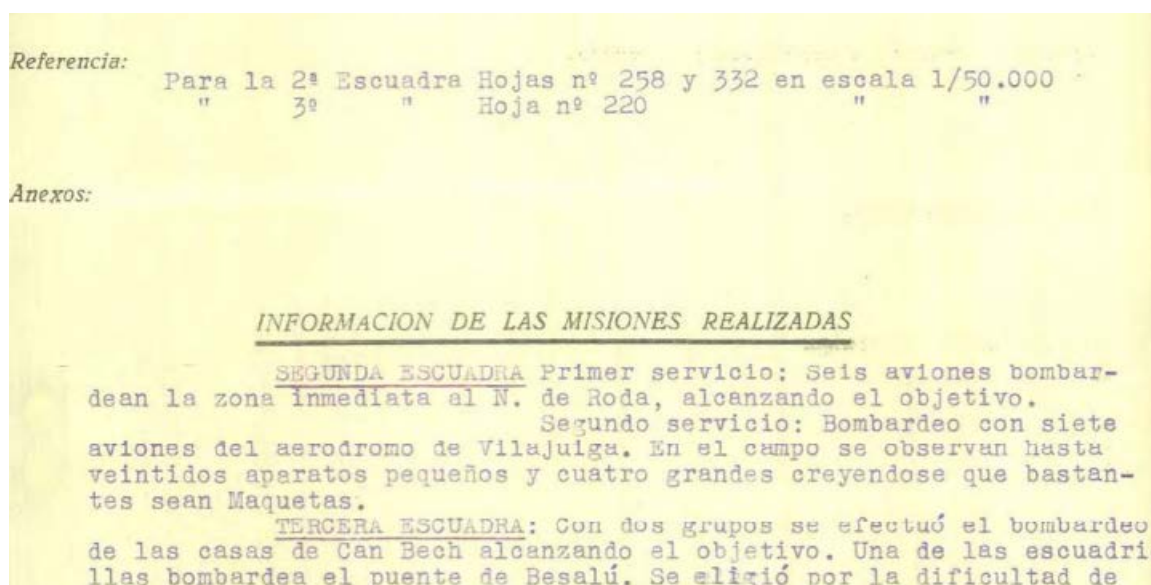 Referencia:
Para la 2ª Escuadra Hojas nº 258 y 332 en escala 1/50.000
" 3º " Hoja nº 220 " "
Anexos:
INFORMACION DE LAS MISIONES REALIZADAS
SEGUNDA ESCUADRA Primer servicio: Seis aviones bombar-
dean la zona inmediata al N. de Roda, alcanzando el objetivo.
Segundo servicio: Bombardeo con siete
aviones del aerodromo de Vilajuiga. En el campo se observan hasta
veintidos aparatos pequeños y cuatro grandes creyendose que bastan-
tes sean Maquetas.
TERCERA ESCUADRA: Con dos grupos se efectuó el bombardeo
de las casas de Can Bech alcanzando el objetivo. Una de las escuadri
llas bombardea el puente de Besalú. Se eligió por la dificultad de